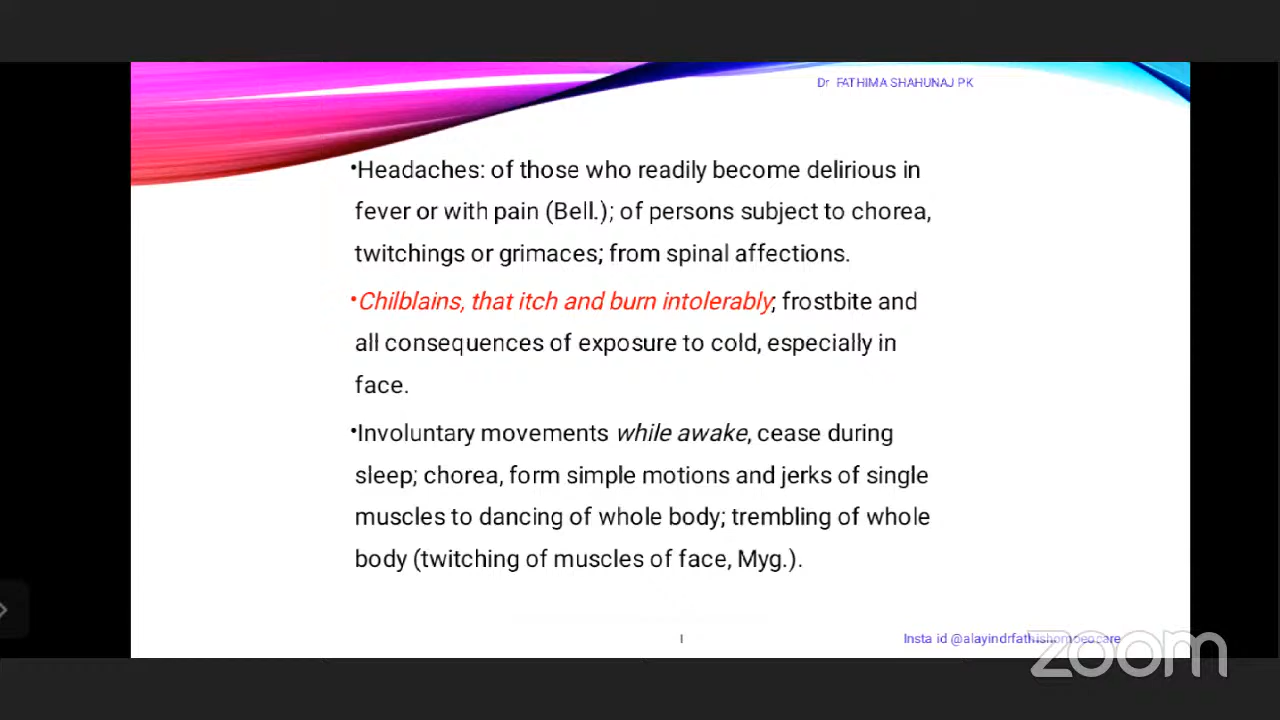 Dr FATHIMA SHAHUNAJ PK
•Headaches: of those who readily become delirious in
fever or with pain (Bell.); of persons subject to chorea,
twitchings or grimaces; from spinal affections.
•Chilblains, that itch and burn intolerably; frostbite and
all consequences of exposure to cold, especially in
face.
•Involuntary movements while awake, cease during
sleep; chorea, form simple motions and jerks of single
muscles to dancing of whole body; trembling of whole
body (twitching of muscles of face, Myg.).
Insta id @alayindrfathishomoeocare
zoom